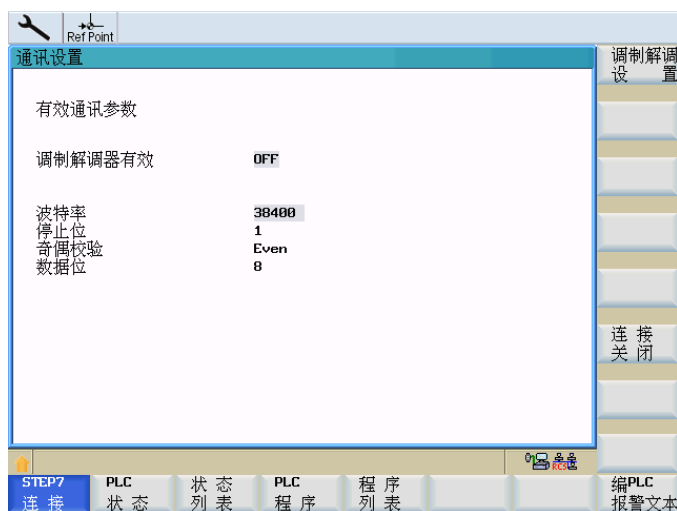 Ref Point
通讯设置
调制解调
设 置
有效通讯参数
调制解调器有效 OFF
波特率 38400
停止位 1
奇偶校验 Even
数据位 8
连 接
关 闭
RCS
STEP7
连 接
PLC
状 态
状 态
列 表
PLC
程 序
程 序
列 表
编PLC
报警文本